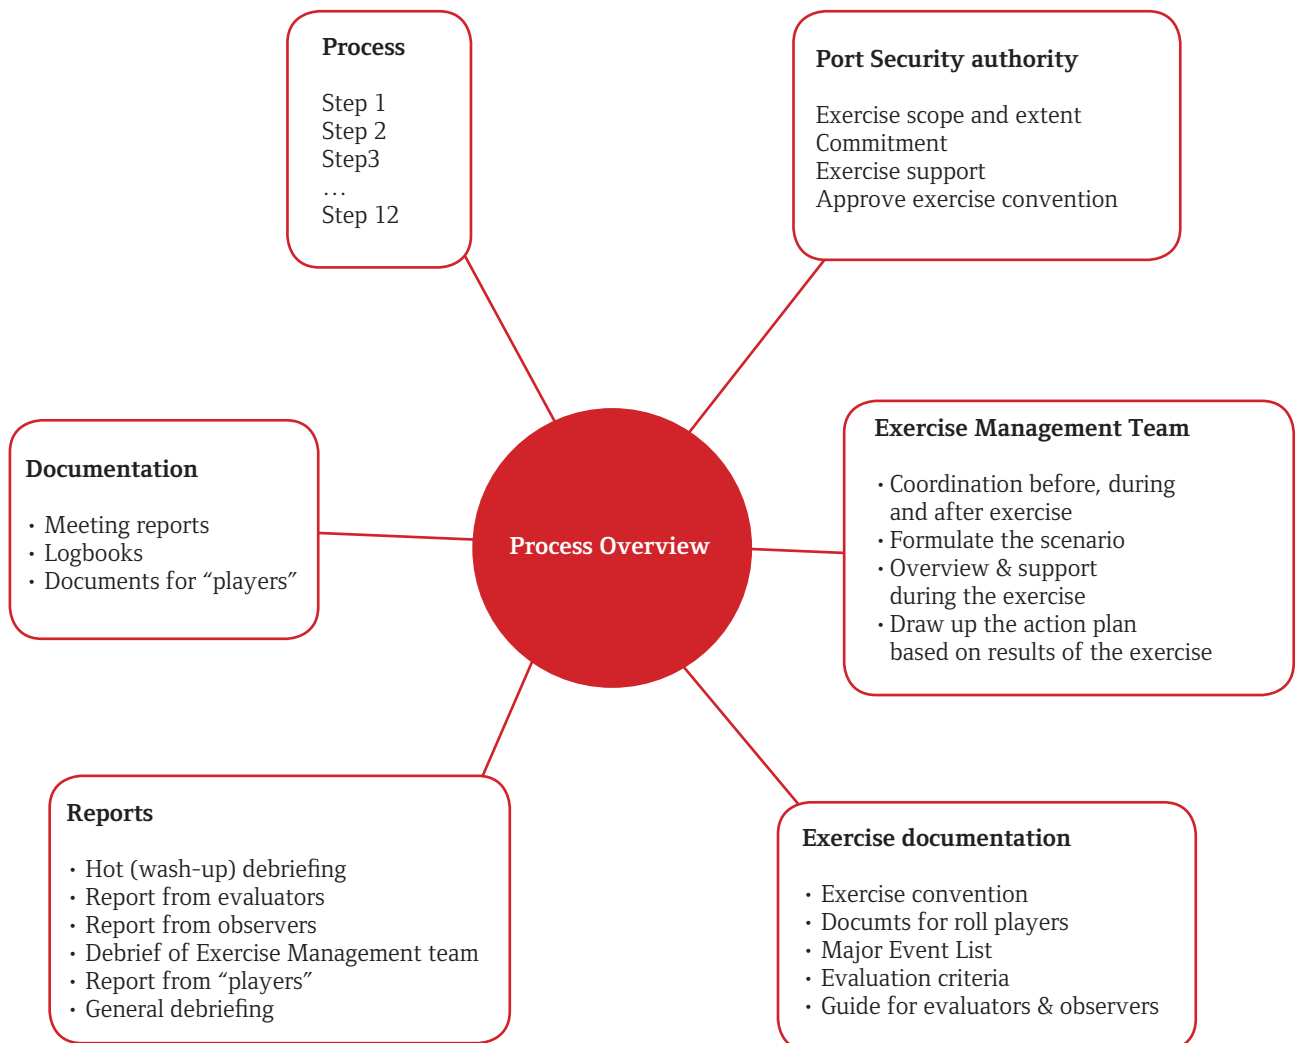 Process
Step 1
Step 2
Step3
…
Step 12
Port Security authority
Exercise scope and extent
Commitment
Exercise support
Approve exercise convention
Documentation
· Meeting reports
· Logbooks
· Documents for “players”
Process Overview
Exercise Management Team
· Coordination before, during
and after exercise
· Formulate the scenario
· Overview & support
during the exercise
· Draw up the action plan
based on results of the exercise
Reports
· Hot (wash-up) debriefing
· Report from evaluators
· Report from observers
· Debrief of Exercise Management team
· Report from “players”
· General debriefing
Exercise documentation
· Exercise convention
· Documts for roll players
· Major Event List
· Evaluation criteria
· Guide for evaluators & observers